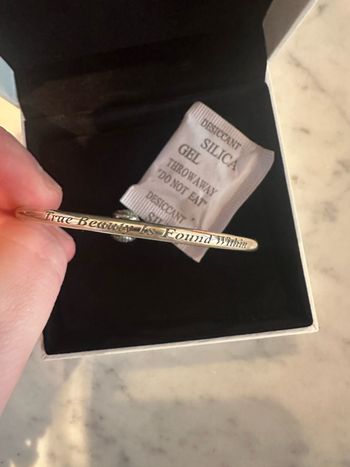 DESICCANT
SILICA
GEL
THROWAWAY
"DO NOT EAT"
DESICCANT
True Beauty Is Found Within